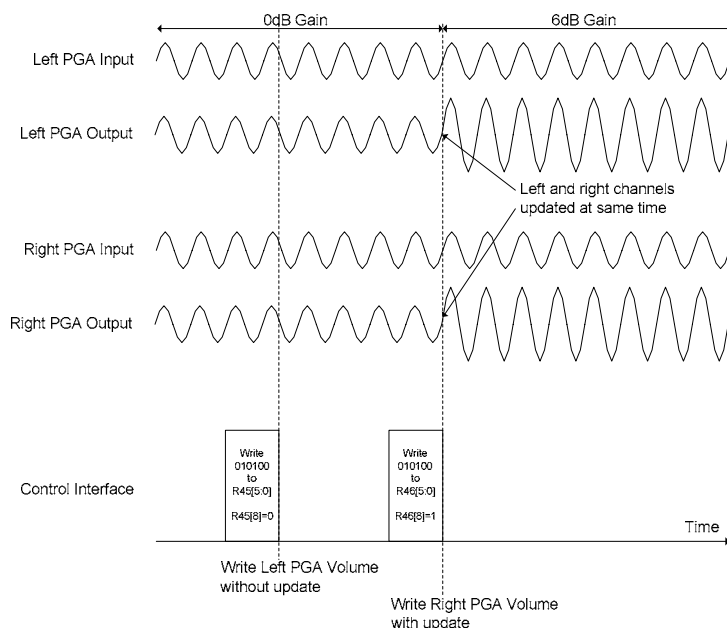 0dB Gain
6dB Gain
Left PGA Input
Left PGA Output
Left and right channels
updated at same time
Right PGA Input
Right PGA Output
Write
010100
to
R45[5:0]
R45[8]=0
Write
010100
to
R46[5:0]
R46[8]=1
Control Interface
Time
Write Left PGA Volume
without update
Write Right PGA Volume
with update